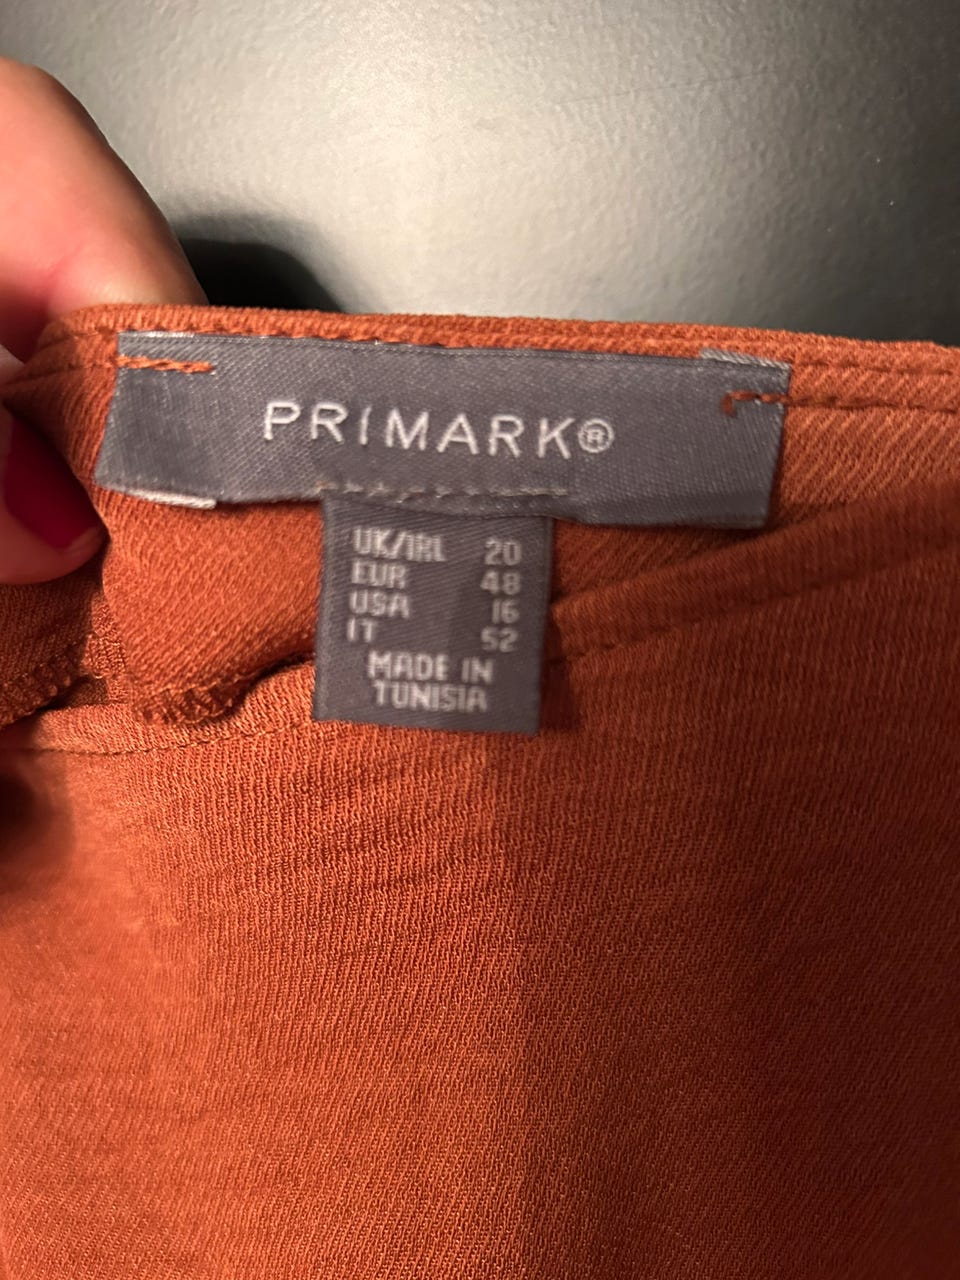 PRIMARK®
UK/IRL 20
EUR 48
USA 16
IT 52
MADE IN
TUNISIA